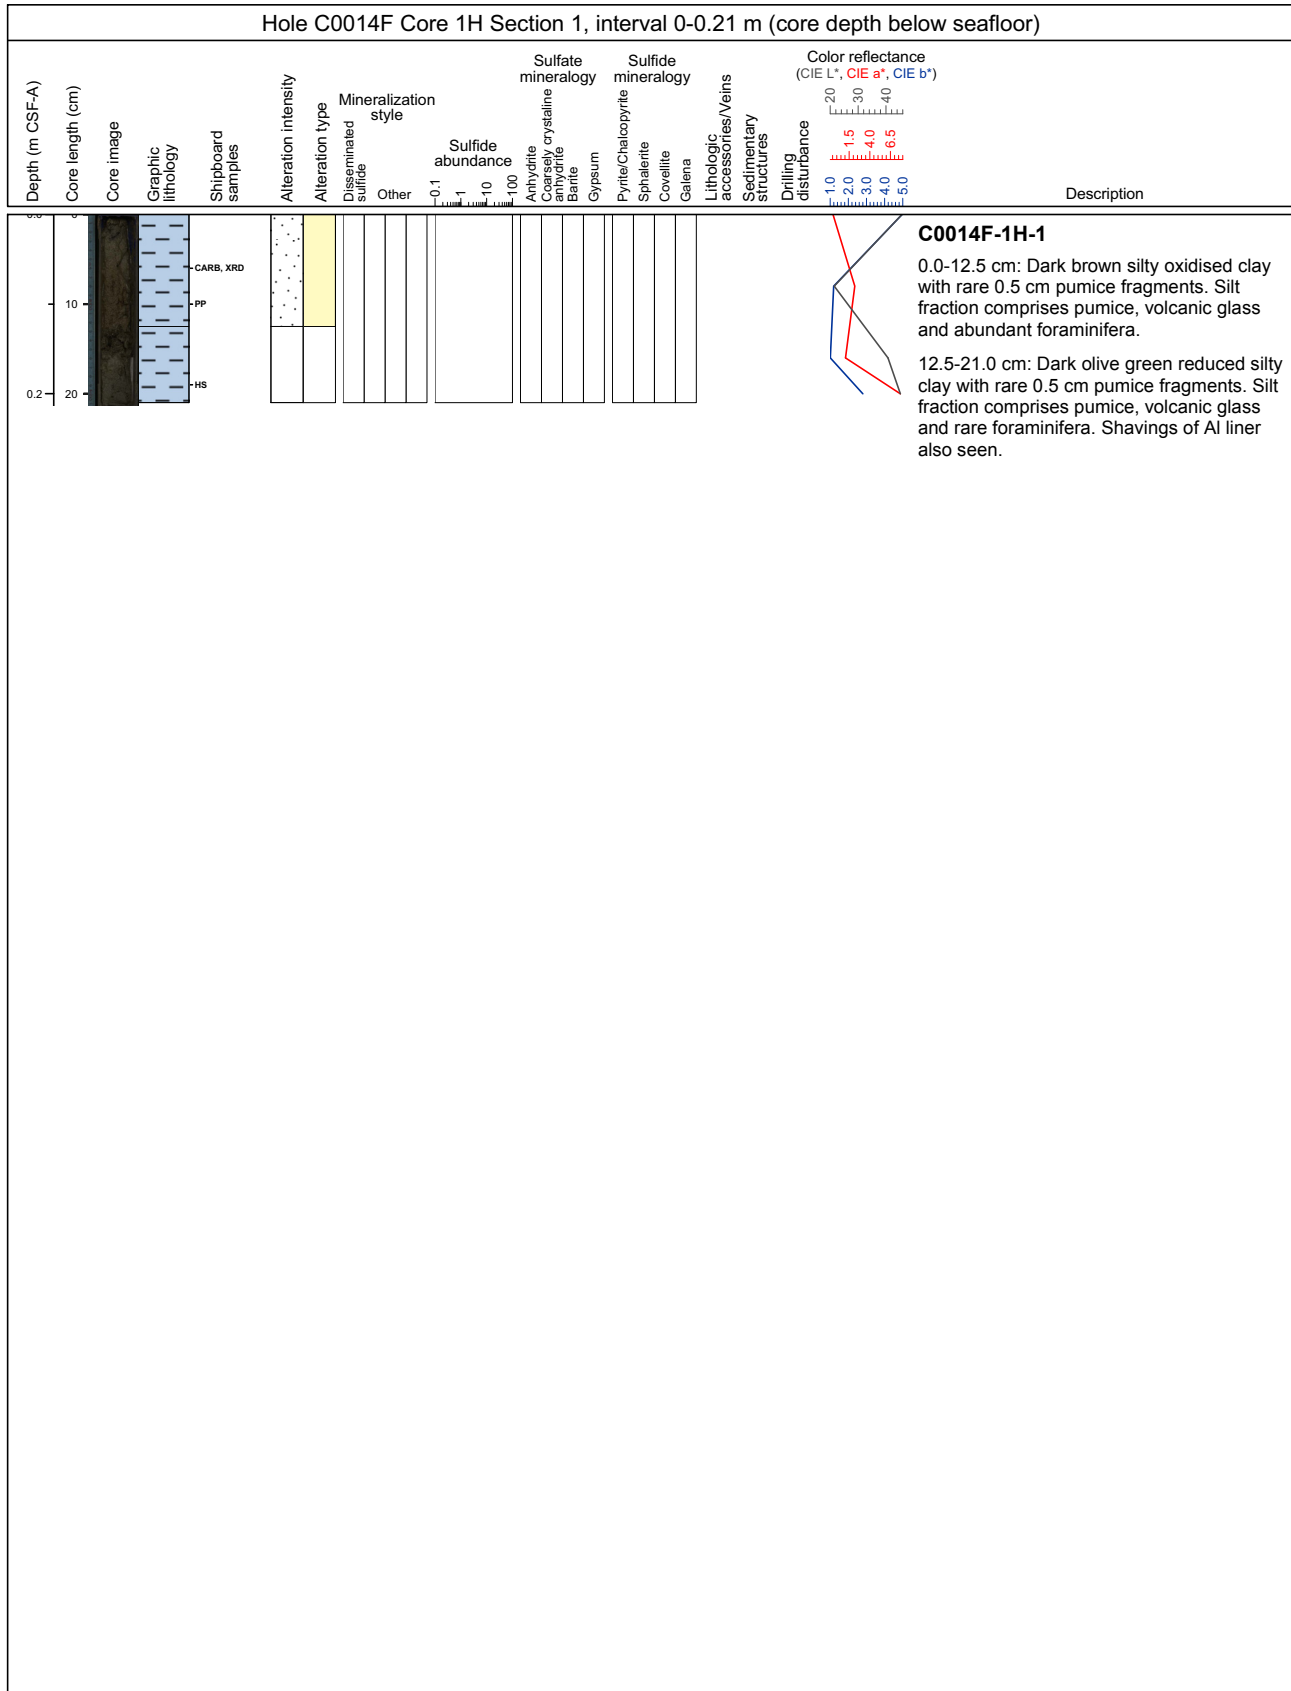 Hole C0014F Core 1H Section 1, interval 0-0.21 m (core depth below seafloor)
Depth (m CSF-A)
Core length (cm)
Core image
Graphic
lithology
Shipboard
samples
Alteration intensity
Alteration type
Mineralization
style
Disseminated
sulfide
Other
Sulfide
abundance
0.1
1
10
100
Sulfate
mineralogy
Anhydrite
Coarsely crystaline
anhydrite
Barite
Gypsum
Sulfide
mineralogy
Pyrite/Chalcopyrite
Sphalerite
Covellite
Galena
Lithologic
accessories/Veins
Sedimentary
structures
Drilling
disturbance
Color reflectance
(CIE L*, CIE a*, CIE b*)
20
30
40
1.5
4.0
6.5
1.0
2.0
3.0
4.0
5.0
Description
0.0
0
CARB, XRD
10
PP
HS
0.2
20
C0014F-1H-1
0.0-12.5 cm: Dark brown silty oxidised clay
with rare 0.5 cm pumice fragments. Silt
fraction comprises pumice, volcanic glass
and abundant foraminifera.
12.5-21.0 cm: Dark olive green reduced silty
clay with rare 0.5 cm pumice fragments. Silt
fraction comprises pumice, volcanic glass
and rare foraminifera. Shavings of Al liner
also seen.